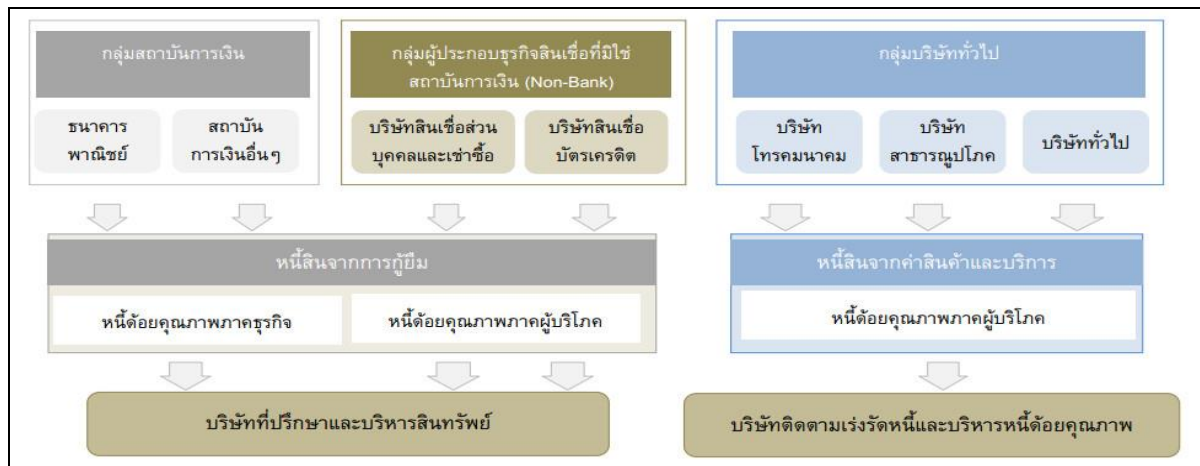 กลุ่มสถาบันการเงิน
กลุ่มผู้ประกอบธุรกิจสินเชื่อที่มิใช่
สถาบันการเงิน (Non-Bank)
กลุ่มบริษัททั่วไป
ธนาคาร
พาณิชย์
สถาบัน
การเงินอื่นๆ
บริษัทสินเชื่อส่วน
บุคคลและเช่าซื้อ
บริษัทสินเชื่อ
บัตรเครดิต
บริษัท
โทรคมนาคม
บริษัท
สาธารณูปโภค
บริษัททั่วไป
หนี้สินจากการกู้ยืม
หนี้สินจากค่าสินค้าและบริการ
หนี้ด้อยคุณภาพภาคธุรกิจ
หนี้ด้อยคุณภาพภาคผู้บริโภค
หนี้ด้อยคุณภาพภาคผู้บริโภค
บริษัทที่ปรึกษาและบริหารสินทรัพย์
บริษัทติดตามเร่งรัดหนี้และบริหารหนี้ด้อยคุณภาพ